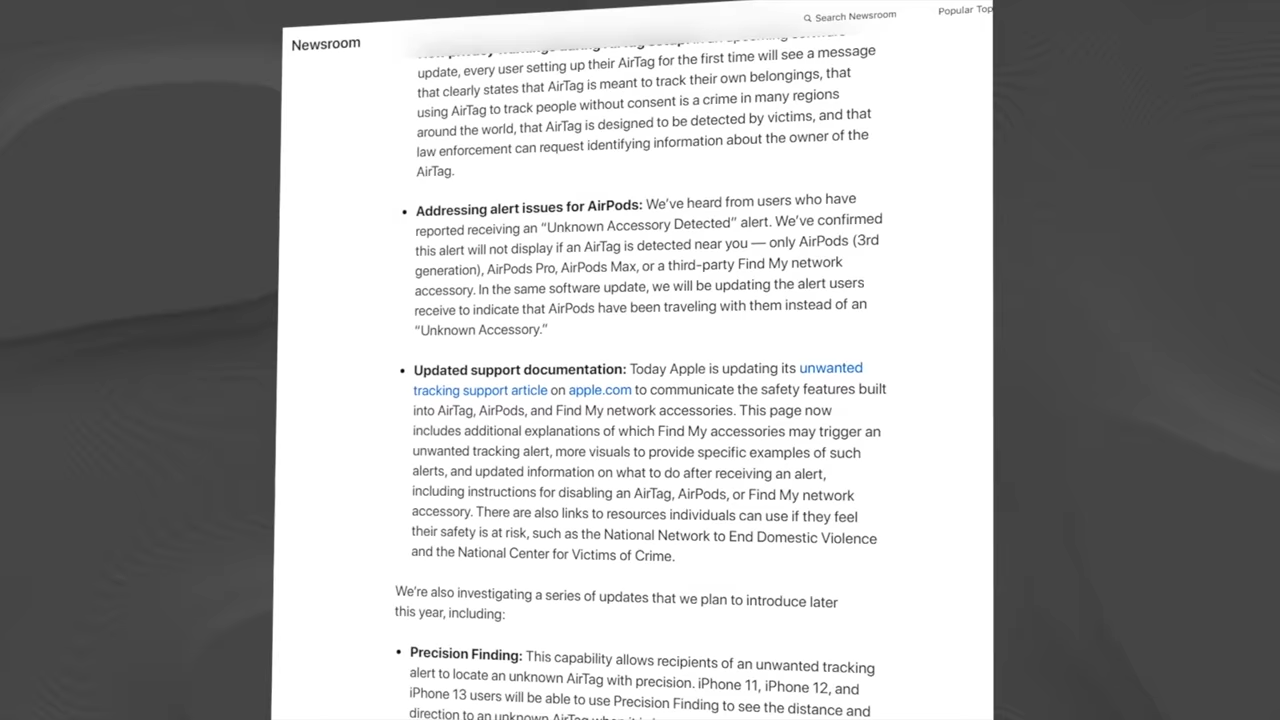 Newsroom
Search Newsroom
Popular Top
update, every user setting up their AirTag for the first time will see a message
that clearly states that AirTag is meant to track their own belongings, that
using AirTag to track people without consent is a crime in many regions
around the world, that AirTag is designed to be detected by victims, and that
law enforcement can request identifying information about the owner of the
AirTag.
• Addressing alert issues for AirPods: We’ve heard from users who have
reported receiving an “Unknown Accessory Detected” alert. We’ve confirmed
this alert will not display if an AirTag is detected near you — only AirPods (3rd
generation), AirPods Pro, AirPods Max, or a third-party Find My network
accessory. In the same software update, we will be updating the alert users
receive to indicate that AirPods have been traveling with them instead of an
“Unknown Accessory.”
• Updated support documentation: Today Apple is updating its unwanted
tracking support article on apple.com to communicate the safety features built
into AirTag, AirPods, and Find My network accessories. This page now
includes additional explanations of which Find My accessories may trigger an
unwanted tracking alert, more visuals to provide specific examples of such
alerts, and updated information on what to do after receiving an alert,
including instructions for disabling an AirTag, AirPods, or Find My network
accessory. There are also links to resources individuals can use if they feel
their safety is at risk, such as the National Network to End Domestic Violence
and the National Center for Victims of Crime.
We’re also investigating a series of updates that we plan to introduce later
this year, including:
• Precision Finding: This capability allows recipients of an unwanted tracking
alert to locate an unknown AirTag with precision. iPhone 11, iPhone 12, and
iPhone 13 users will be able to use Precision Finding to see the distance and
direction to an unknown AirTag when it is